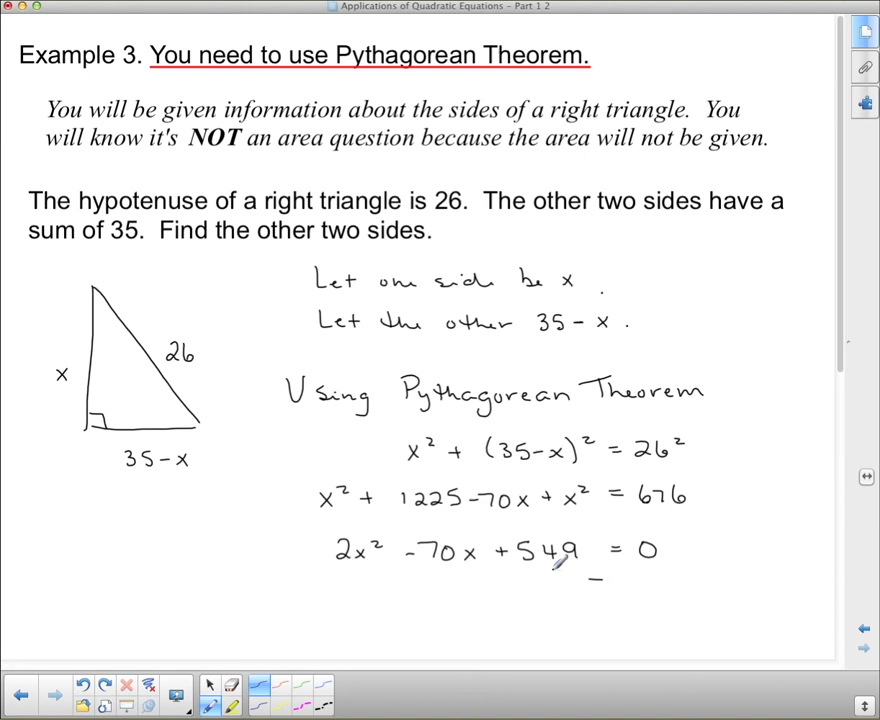 Applications of Quadratic Equations - Part 1 2
Example 3. You need to use Pythagorean Theorem.
You will be given information about the sides of a right triangle. You
will know it's NOT an area question because the area will not be given.
The hypotenuse of a right triangle is 26. The other two sides have a
sum of 35. Find the other two sides.
Let one side be x.
Let the other 35 - x.
x
26
35 - x
Using Pythagorean Theorem
x² + (35-x)² = 26²
x² + 1225 - 70x + x² = 676
2x² - 70x + 549 = 0